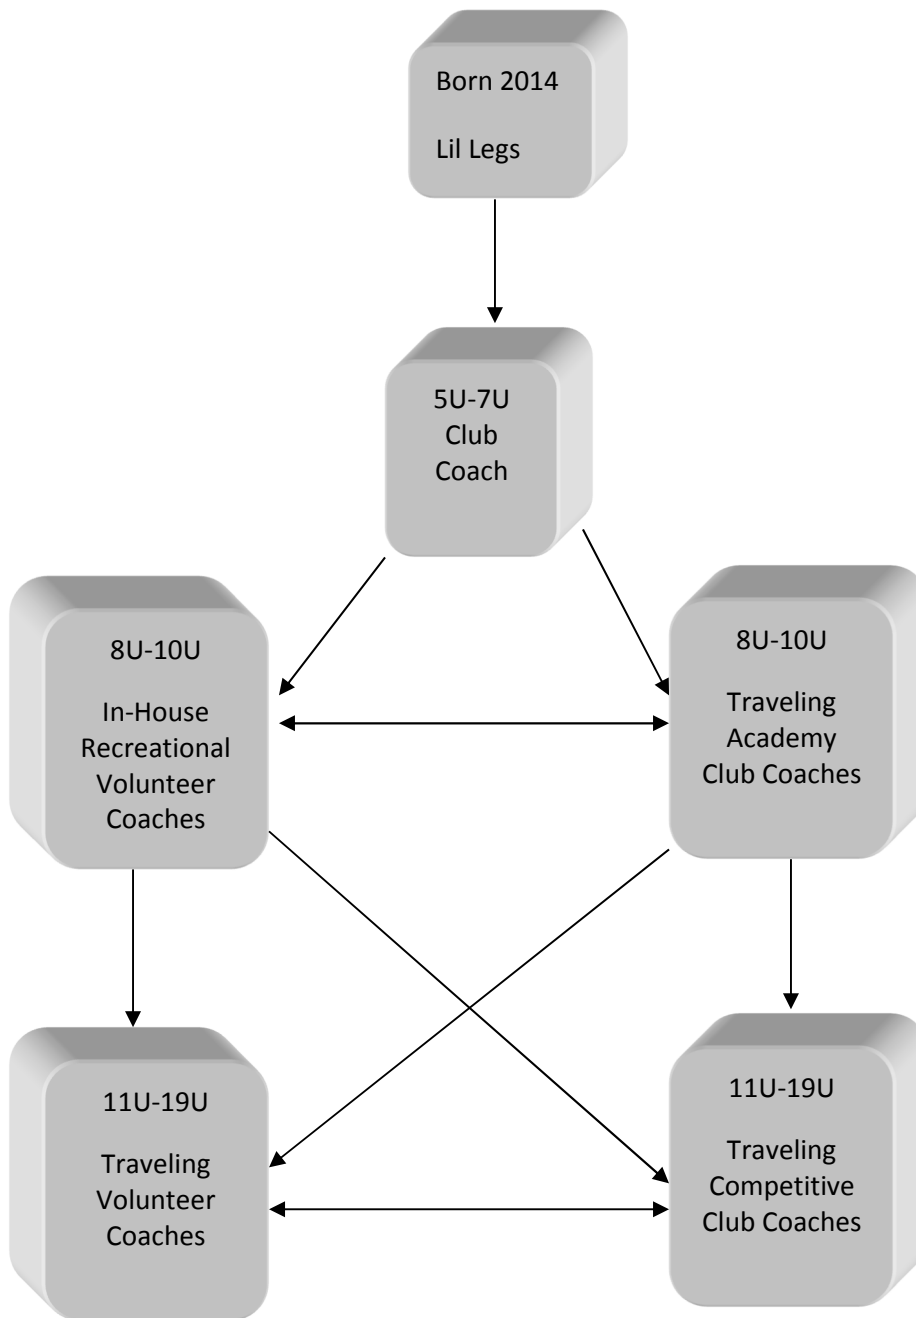 Born 2014
Lil Legs
5U-7U
Club
Coach
8U-10U
In-House
Recreational
Volunteer
Coaches
8U-10U
Traveling
Academy
Club Coaches
11U-19U
Traveling
Volunteer
Coaches
11U-19U
Traveling
Competitive
Club Coaches